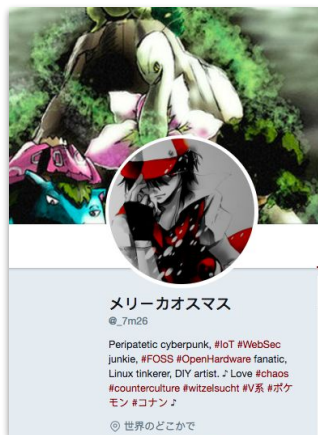 メリーカオスマス
@_7m26
Peripatetic cyberpunk, #IoT #WebSec
junkie, #FOSS #OpenHardware fanatic,
Linux tinkerer, DIY artist. ♪ Love #chaos
#counterculture #witzelsucht #V系 #ポケ
モン #コナン ♪
世界のどこかで